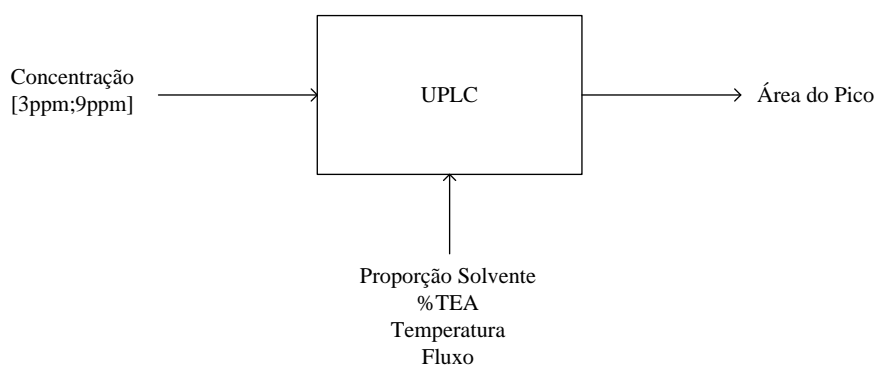 Concentração
[3ppm;9ppm]
UPLC
Área do Pico
Proporção Solvente
%TEA
Temperatura
Fluxo